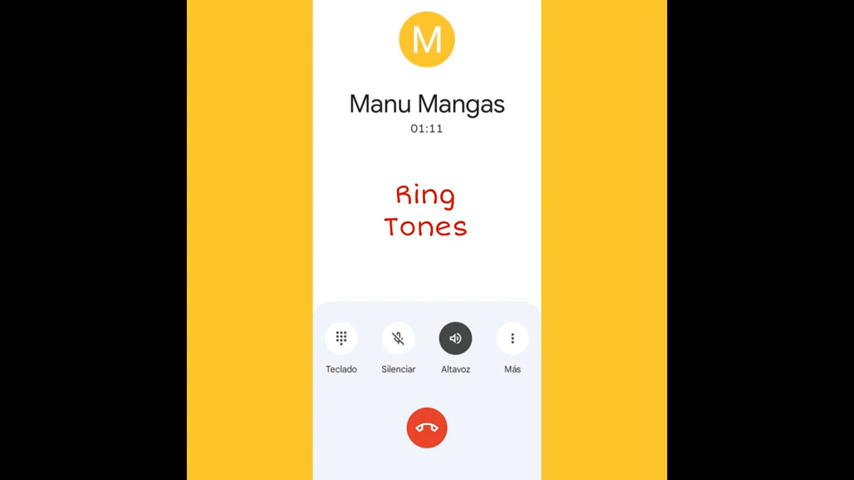 M
Manu Mangas
01:11
Ring
Tones
Teclado Silenciar Altavoz Más